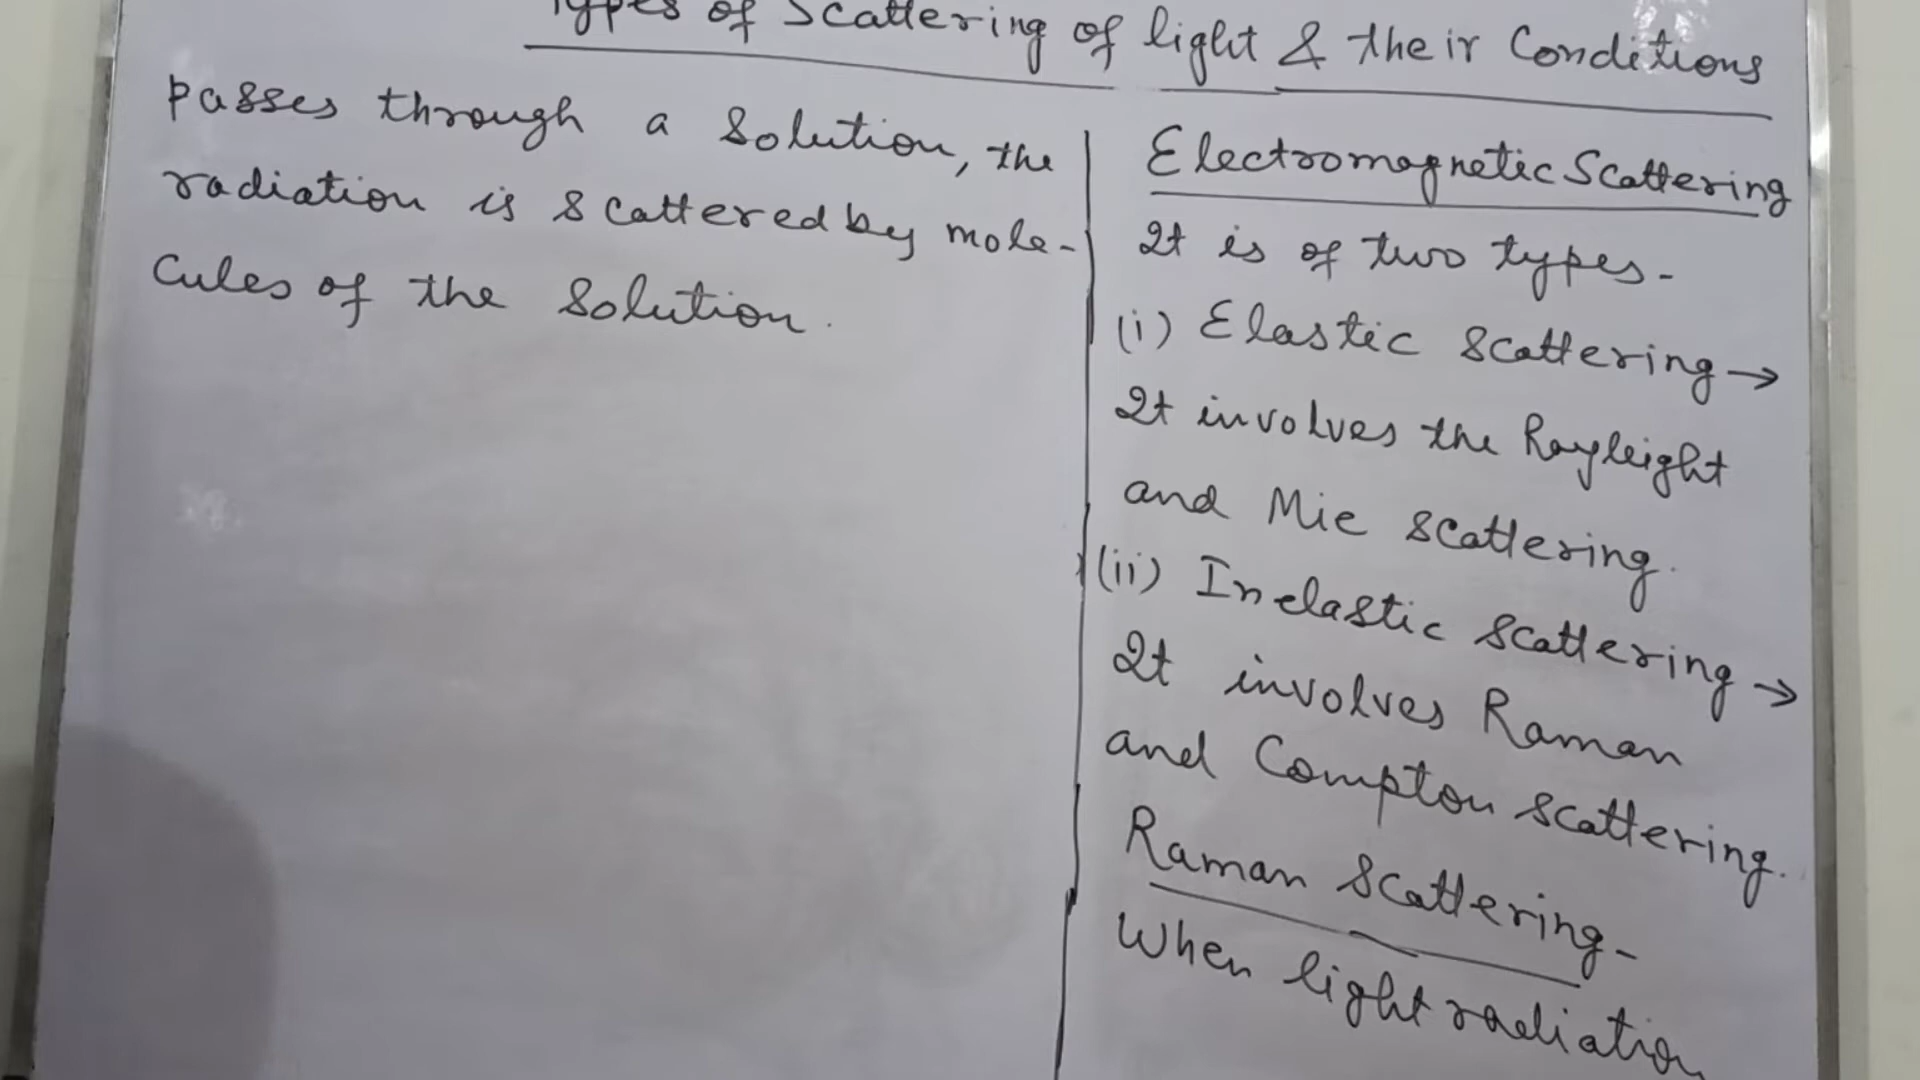 Types of Scattering of light & their Conditions
Electromagnetic Scattering
It is of two types-
(i) Elastic Scattering →
It involves the Rayleight
and Mie scattering.
(ii) Inelastic Scattering →
It involves Raman
and Compton scattering.
Raman Scattering-
When light radiation
passes through a solution, the
radiation is scattered by mole-
cules of the solution.